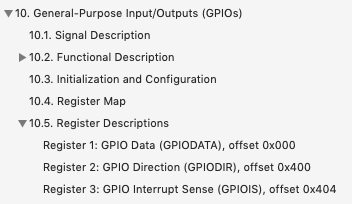 10. General-Purpose Input/Outputs (GPIOs)
10.1. Signal Description
10.2. Functional Description
10.3. Initialization and Configuration
10.4. Register Map
10.5. Register Descriptions
Register 1: GPIO Data (GPIODATA), offset 0x000
Register 2: GPIO Direction (GPIODIR), offset 0x400
Register 3: GPIO Interrupt Sense (GPIOIS), offset 0x404